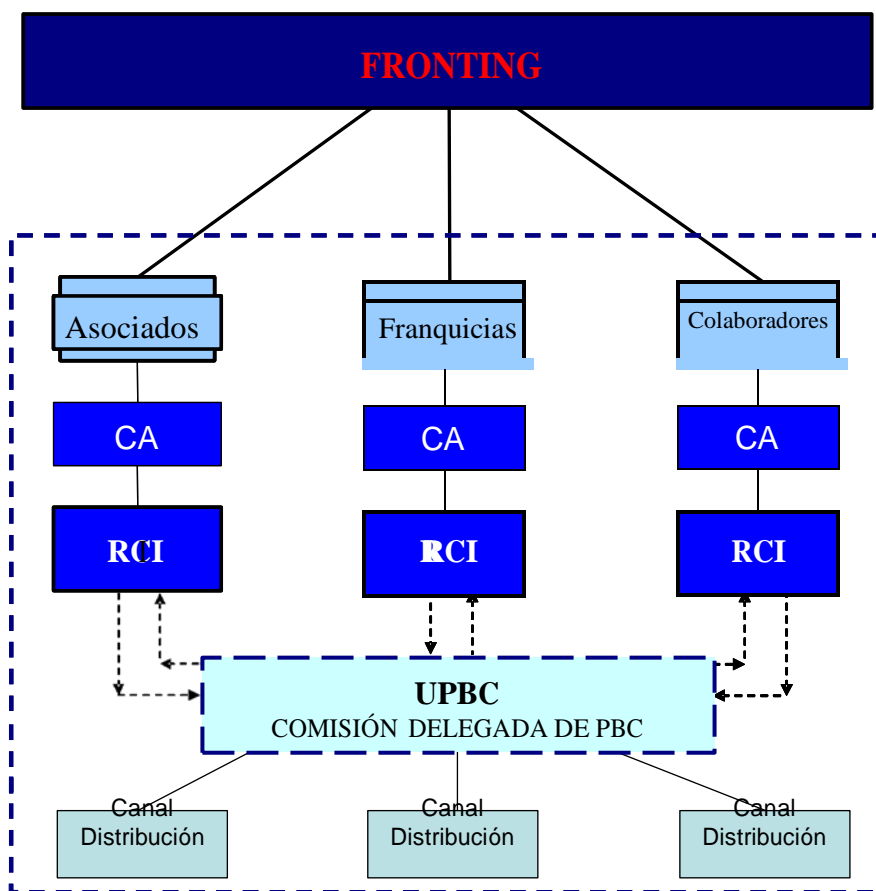 FRONTING
Asociados
Franquicias
Colaboradores
CA
CA
CA
RCI
RCI
RCI
UPBC
COMISIÓN DELEGADA DE PBC
Canal
Distribución
Canal
Distribución
Canal
Distribución